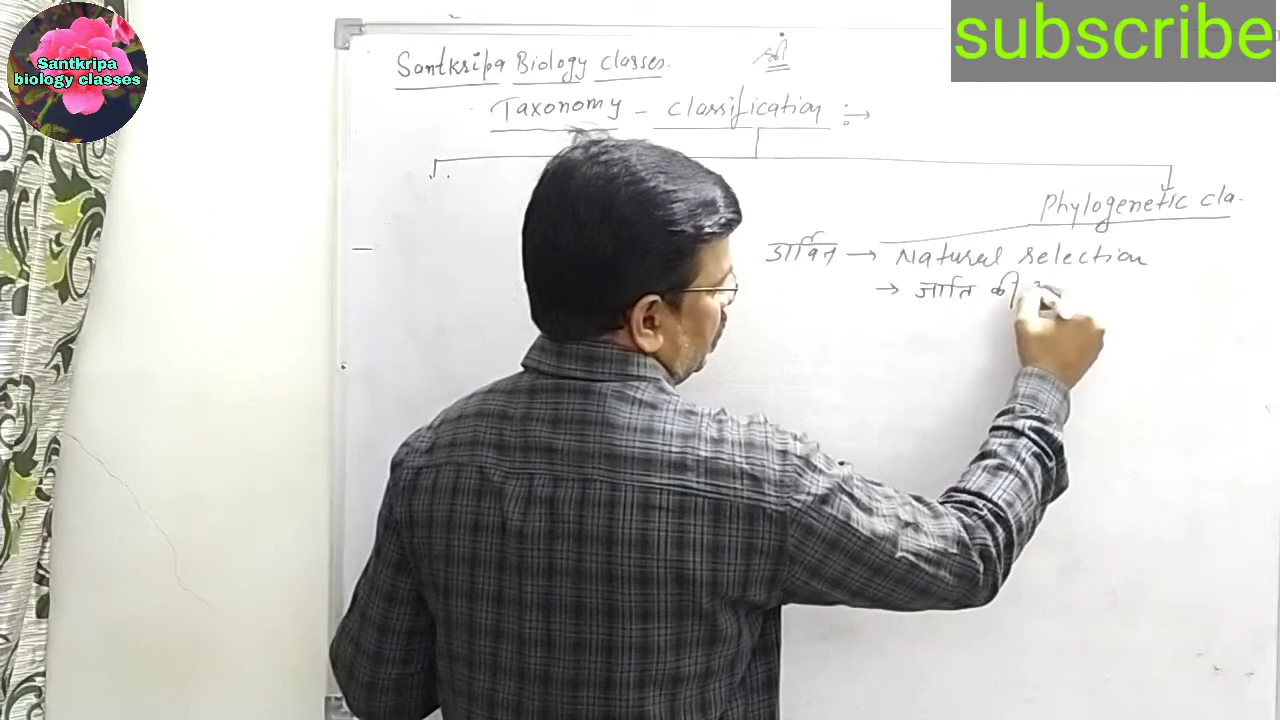 subscribe
Santkripa
biology classes
Santkripa Biology classes. श्री
Taxonomy - classification :→
Phylogenetic cla.
डार्विन → Natural selection
→ जाति की